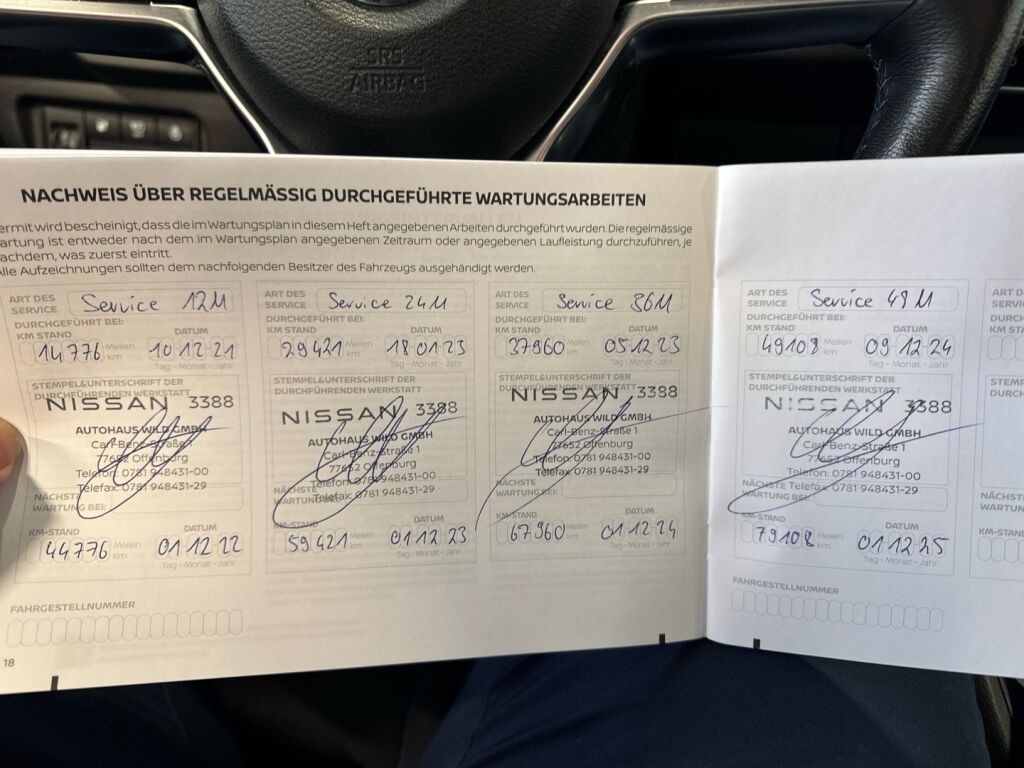 SRS
AIRBAG
NACHWEIS ÜBER REGELMÄSSIG DURCHGEFÜHRTE WARTUNGSARBEITEN
ermit wird bescheinigt, dass die im Wartungsplan in diesem Heft angegebenen Arbeiten durchgeführt wurden. Die regelmässige
artung ist entweder nach dem im Wartungsplan angegebenen Zeitraum oder angegebenen Laufleistung durchzuführen, je
achdem, was zuerst eintritt.
Alle Aufzeichnungen sollten dem nachfolgenden Besitzer des Fahrzeugs ausgehändigt werden.
ART DES SERVICE Service 12M
DURCHGEFÜHRT BEI:
KM STAND DATUM
14776 Meilen km 10 12 21
Tag - Monat - Jahr
STEMPEL&UNTERSCHRIFT DER
DURCHFÜHRENDEN WERKSTATT
NISSAN 3388
AUTOHAUS WILD GMBH
Carl-Benz-Straße 1
77652 Offenburg
Telefon: 0781 948431-00
Telefax: 0781 948431-29
NÄCHSTE
WARTUNG BEI:
KM-STAND DATUM
44776 Meilen km 01 12 22
Tag - Monat - Jahr
ART DES SERVICE Service 24M
DURCHGEFÜHRT BEI:
KM STAND DATUM
29421 Meilen km 18 01 23
Tag - Monat - Jahr
STEMPEL&UNTERSCHRIFT DER
DURCHFÜHRENDEN WERKSTATT
NISSAN 3388
AUTOHAUS WILD GMBH
Carl-Benz-Straße 1
77652 Offenburg
Telefon: 0781 948431-00
Telefax: 0781 948431-29
NÄCHSTE
WARTUNG BEI:
KM-STAND DATUM
59421 Meilen km 01 12 23
Tag - Monat - Jahr
ART DES SERVICE Service 36M
DURCHGEFÜHRT BEI:
KM STAND DATUM
37960 Meilen km 05 12 23
Tag - Monat - Jahr
STEMPEL&UNTERSCHRIFT DER
DURCHFÜHRENDEN WERKSTATT
NISSAN 3388
AUTOHAUS WILD GMBH
Carl-Benz-Straße 1
77652 Offenburg
Telefon: 0781 948431-00
Telefax: 0781 948431-29
NÄCHSTE
WARTUNG BEI:
KM-STAND DATUM
67960 Meilen km 01 12 24
Tag - Monat - Jahr
FAHRGESTELLNUMMER
18
ART DES SERVICE Service 49M
DURCHGEFÜHRT BEI:
KM STAND DATUM
49108 Meilen km 09 12 24
Tag - Monat - Jahr
STEMPEL&UNTERSCHRIFT DER
DURCHFÜHRENDEN WERKSTATT
NISSAN 3388
AUTOHAUS WILD GMBH
Carl-Benz-Straße 1
77652 Offenburg
Telefon: 0781 948431-00
Telefax: 0781 948431-29
NÄCHSTE
WARTUNG BEI:
KM-STAND DATUM
79108 Meilen km 01 12 25
Tag - Monat - Jahr
FAHRGESTELLNUMMER
ART D
SERVIC
DURCH
KM STA
STEMP
DURCH
NÄCHST
WARTU
KM-STAN